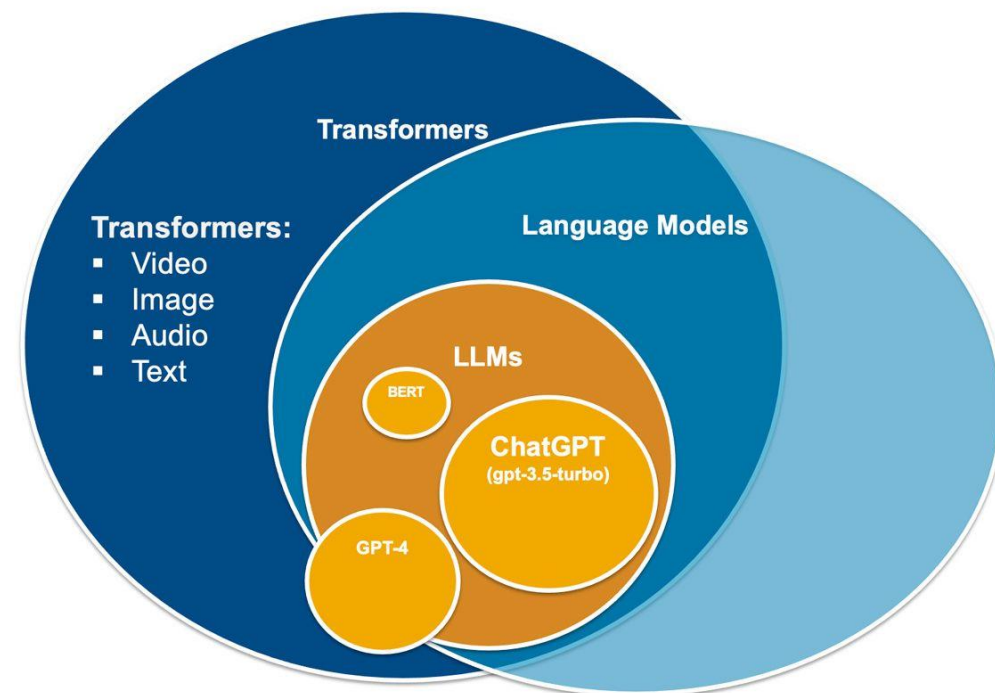 Transformers
Language Models
Transformers:
▪ Video
▪ Image
▪ Audio
▪ Text
LLMs
BERT
ChatGPT
(gpt-3.5-turbo)
GPT-4